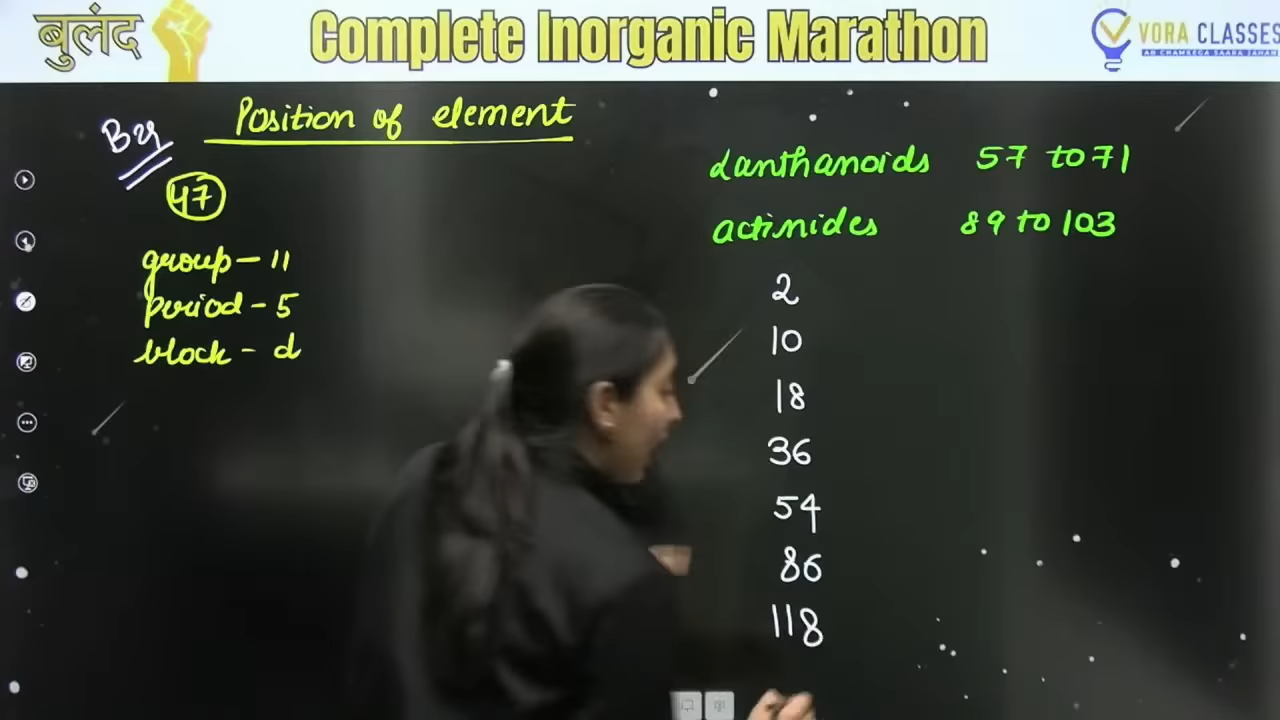 बुलंद
Complete Inorganic Marathon
VORA CLASSES
Position of element
By
47
group - 11
period - 5
block - d
Lanthanoids 57 to 71
actinides 89 to 103
2
10
18
36
54
86
118